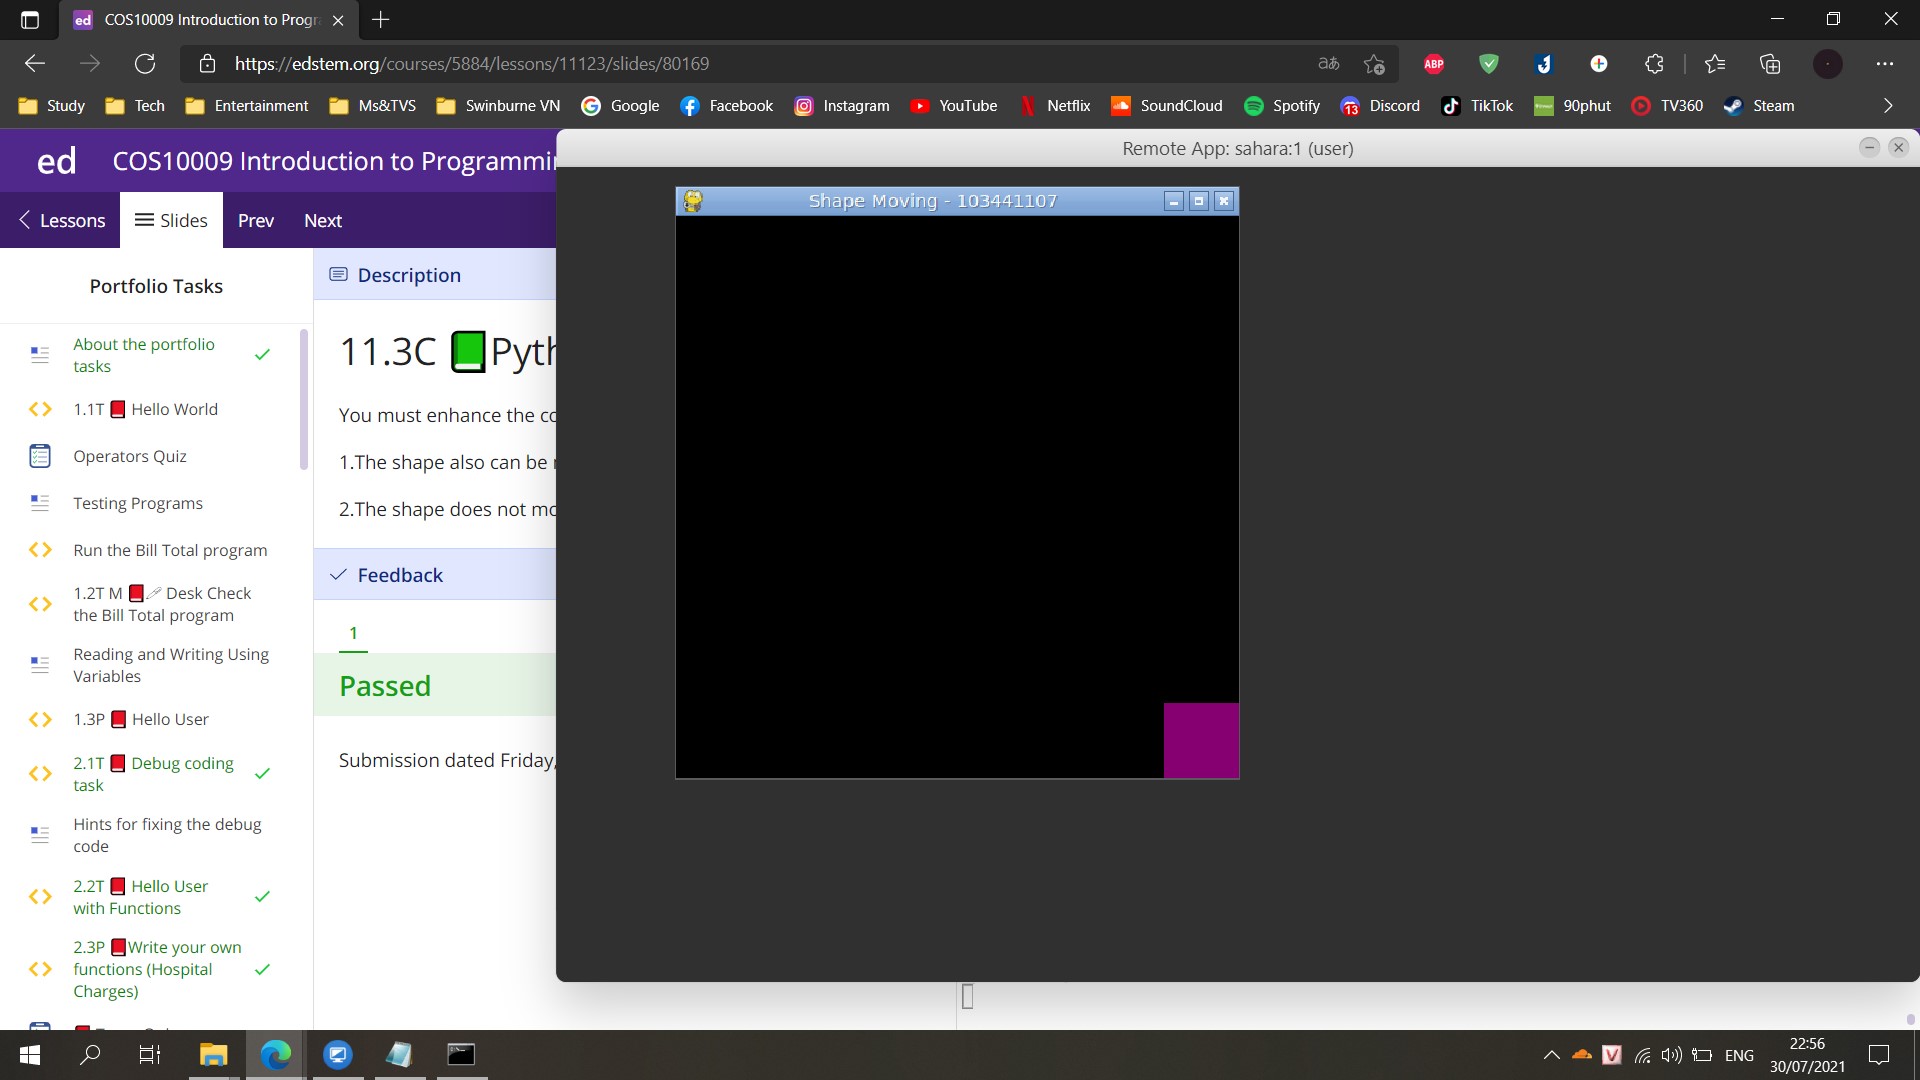 COS10009 Introduction to Progr
https://edstem.org/courses/5884/lessons/11123/slides/80169
aあ
ABP
Study
Tech
Entertainment
Ms&TVS
Swinburne VN
Google
Facebook
Instagram
YouTube
Netflix
SoundCloud
Spotify
13
Discord
TikTok
90phut
TV360
Steam
ed
COS10009 Introduction to Programmi
Remote App: sahara:1 (user)
Lessons
Slides
Prev
Next
Shape Moving - 103441107
Portfolio Tasks
Description
About the portfolio
tasks
11.3C Pyth
1.1T Hello World
You must enhance the co
Operators Quiz
1.The shape also can be
Testing Programs
2.The shape does not mo
Run the Bill Total program
Feedback
1.2T M Desk Check
the Bill Total program
1
Reading and Writing Using
Variables
Passed
1.3P Hello User
2.1T Debug coding
task
Submission dated Friday,
Hints for fixing the debug
code
2.2T Hello User
with Functions
2.3P Write your own
functions (Hospital
Charges)
V
ENG
22:56
30/07/2021